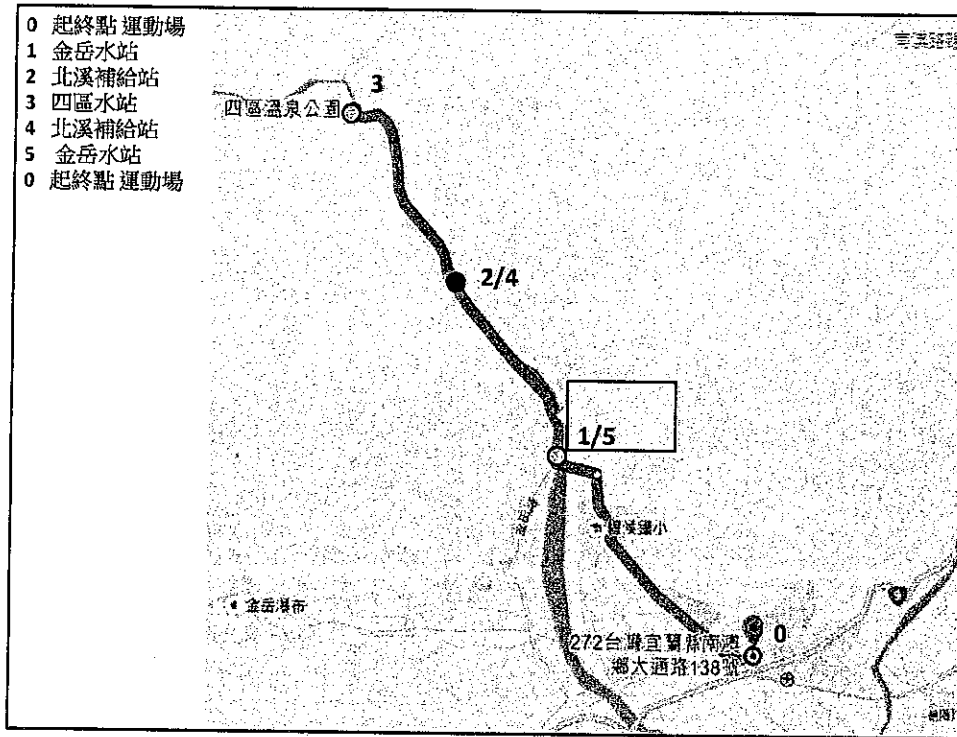 0 起終點 運動場
1 金岳水站
2 北溪補給站
3 四區水站
4 北溪補給站
5 金岳水站
0 起終點 運動場
3
四區溫泉公園
2/4
1/5
金岳瀑布
0
272台灣宜蘭縣南澳
鄉大通路138號